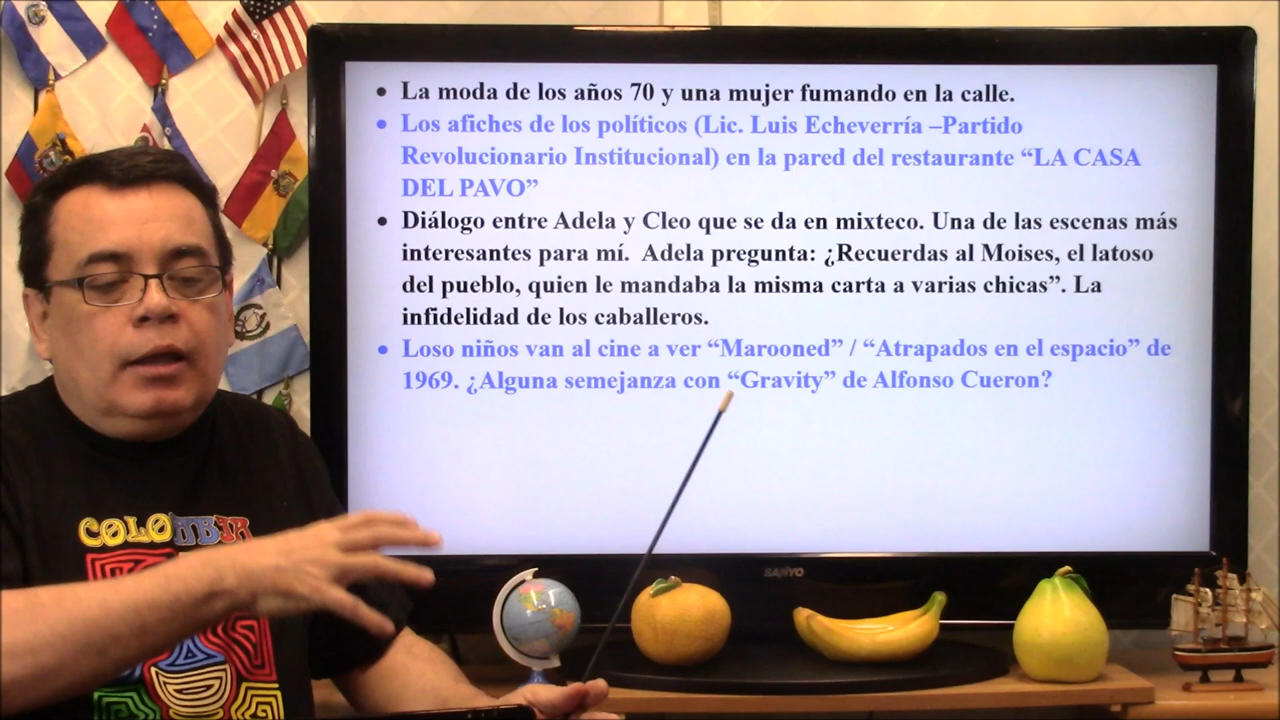 • La moda de los años 70 y una mujer fumando en la calle.
• Los afiches de los políticos (Lic. Luis Echeverría –Partido
Revolucionario Institucional) en la pared del restaurante “LA CASA
DEL PAVO”
• Diálogo entre Adela y Cleo que se da en mixteco. Una de las escenas más
interesantes para mí. Adela pregunta: ¿Recuerdas al Moises, el latoso
del pueblo, quien le mandaba la misma carta a varias chicas”. La
infidelidad de los caballeros.
• Loso niños van al cine a ver “Marooned” / “Atrapados en el espacio” de
1969. ¿Alguna semejanza con “Gravity” de Alfonso Cueron?
COLOMBIA
SANYO